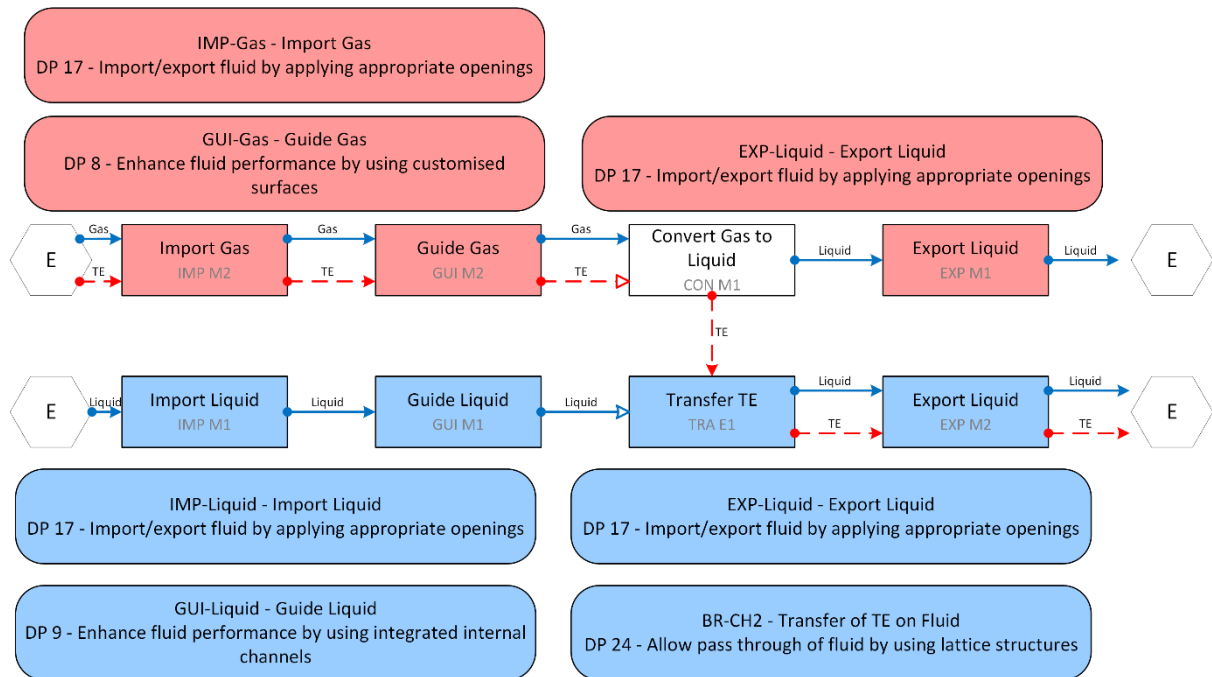 IMP-Gas - Import Gas
DP 17 - Import/export fluid by applying appropriate openings
GUI-Gas - Guide Gas
DP 8 - Enhance fluid performance by using customised
surfaces
EXP-Liquid - Export Liquid
DP 17 - Import/export fluid by applying appropriate openings
E
Gas
TE
Import Gas
IMP M2
Gas
TE
Guide Gas
GUI M2
Gas
TE
Convert Gas to
Liquid
CON M1
Liquid
Export Liquid
EXP M1
Liquid
E
TE
E
Liquid
Import Liquid
IMP M1
Liquid
Guide Liquid
GUI M1
Liquid
Transfer TE
TRA E1
Liquid
TE
Export Liquid
EXP M2
Liquid
TE
E
IMP-Liquid - Import Liquid
DP 17 - Import/export fluid by applying appropriate openings
EXP-Liquid - Export Liquid
DP 17 - Import/export fluid by applying appropriate openings
GUI-Liquid - Guide Liquid
DP 9 - Enhance fluid performance by using integrated internal
channels
BR-CH2 - Transfer of TE on Fluid
DP 24 - Allow pass through of fluid by using lattice structures